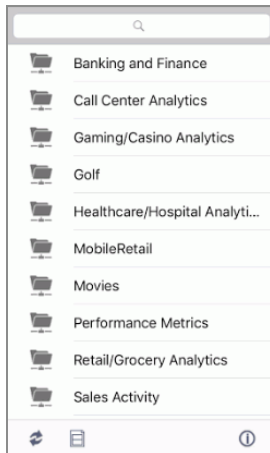 Banking and Finance
Call Center Analytics
Gaming/Casino Analytics
Golf
Healthcare/Hospital Analyti...
MobileRetail
Movies
Performance Metrics
Retail/Grocery Analytics
Sales Activity